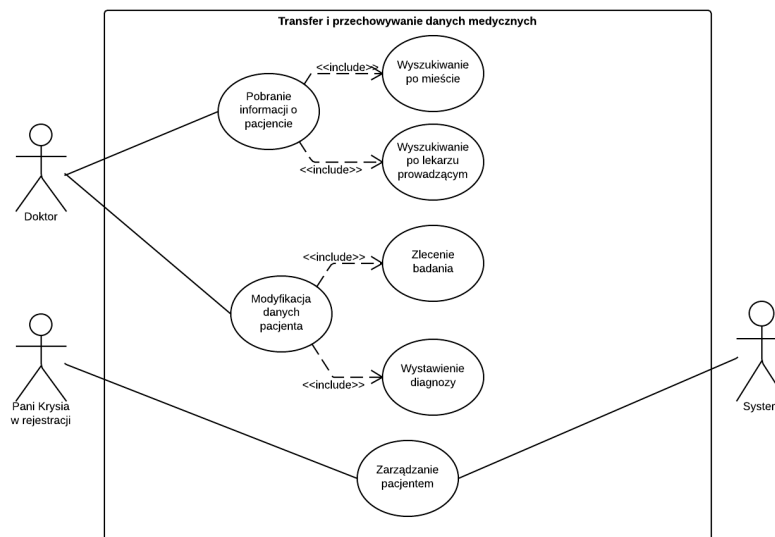 Transfer i przechowywanie danych medycznych
<<include>>
Wyszukiwanie
po mieście
Pobranie
informacji o
pacjencie
Wyszukiwanie
po lekarzu
prowadzącym
<<include>>
Doktor
<<include>>
Zlecenie
badania
Modyfikacja
danych
pacjenta
Wystawienie
diagnozy
<<include>>
Pani Krysia
w rejestracji
System
Zarządzanie
pacjentem